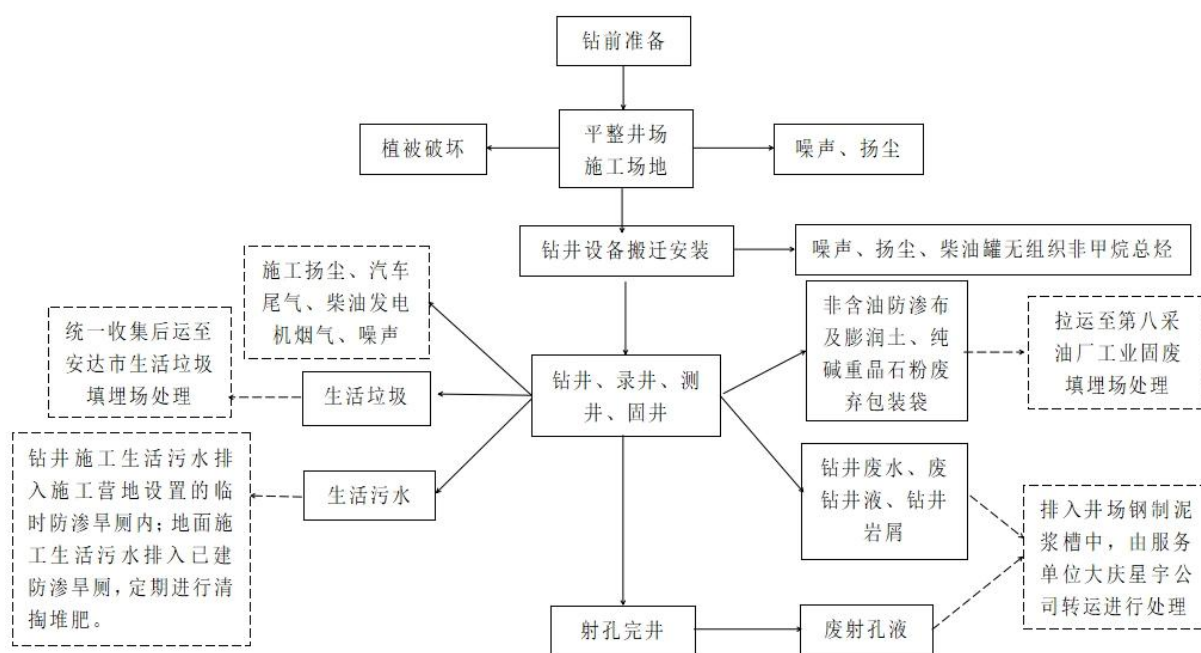 钻前准备
植被破坏
平整井场
施工场地
噪声、扬尘
钻井设备搬迁安装
噪声、扬尘、柴油罐无组织非甲烷总烃
施工扬尘、汽车
尾气、柴油发电
机烟气、噪声
统一收集后运至
安达市生活垃圾
填埋场处理
生活垃圾
钻井、录井、测
井、固井
非含油防渗布
及膨润土、纯
碱重晶石粉废
弃包装袋
拉运至第八采
油厂工业固废
填埋场处理
钻井施工生活污水排
入施工营地设置的临
时防渗旱厕内；地面施
工生活污水排入已建
防渗旱厕，定期进行清
掏堆肥。
生活污水
钻井废水、废
钻井液、钻井
岩屑
排入井场钢制泥
浆槽中，由服务
单位大庆星宇公
司转运进行处理
射孔完井
废射孔液